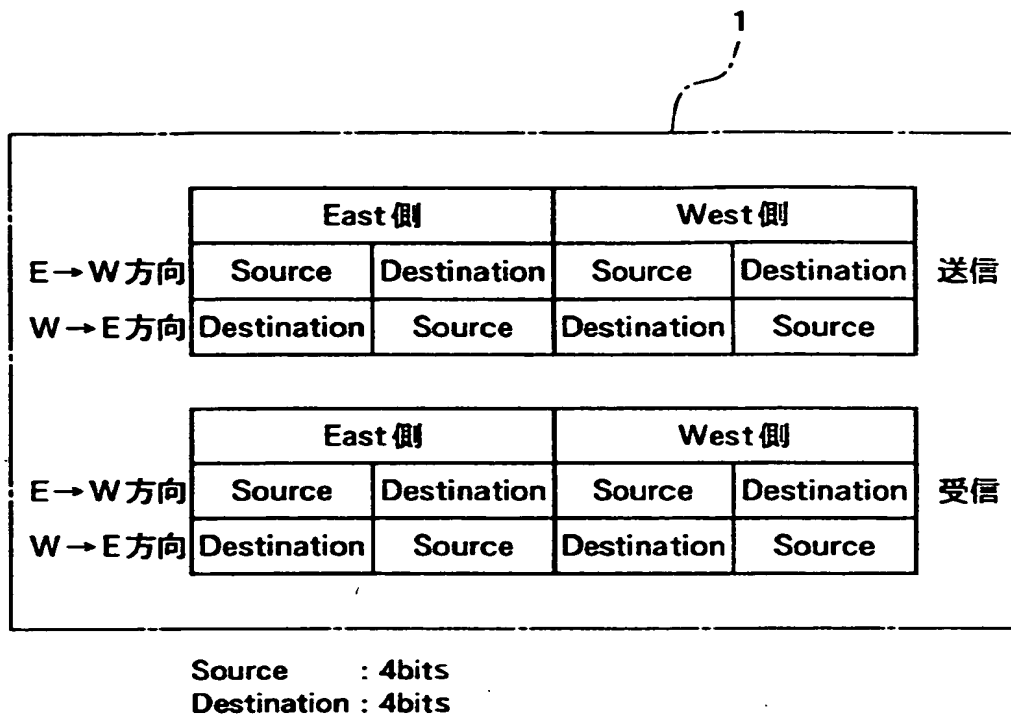 1
East側 West側
E→W方向 Source Destination Source Destination 送信
W→E方向 Destination Source Destination Source
East側 West側
E→W方向 Source Destination Source Destination 受信
W→E方向 Destination Source Destination Source
Source : 4bits
Destination : 4bits